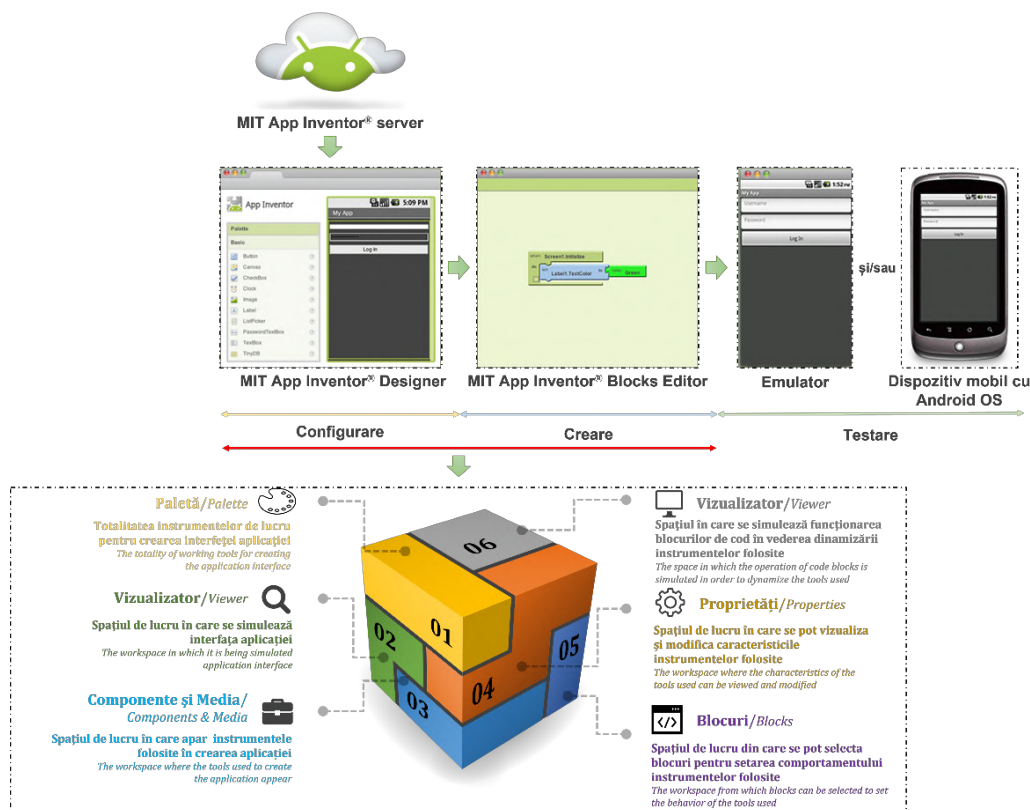 MIT App Inventor® server
App Inventor
Palette
Basic
Button
Canvas
CheckBox
Clock
Image
Label
ListPicker
PasswordTextBox
TextBox
TinyDB
5:09 PM
My App
Log In
Screen1.Initialize
Label1.TextColor
Green
1:52 PM
My App
Username
Password
Log In
și/sau
Log In
MIT App Inventor® Designer
MIT App Inventor® Blocks Editor
Emulator
Dispozitiv mobil cu
Android OS
Configurare
Creare
Testare
Paletă/Palette
Totalitatea instrumentelor de lucru
pentru crearea interfeței aplicației
The totality of working tools for creating
the application interface
Vizualizator/Viewer
Spațiul de lucru în care se simulează
interfața aplicației
The workspace in which it is being simulated
application interface
Componente și Media/
Components & Media
Spațiul de lucru în care apar instrumentele
folosite în crearea aplicației
The workspace where the tools used to create
the application appear
06
01
02
05
04
03
Vizualizator/Viewer
Spațiul în care se simulează funcționarea
blocurilor de cod în vederea dinamizării
instrumentelor folosite
The space in which the operation of code blocks is
simulated in order to dynamize the tools used
Proprietăți/Properties
Spațiul de lucru în care se pot vizualiza
și modifica caracteristicile
instrumentelor folosite
The workspace where the characteristics of the
tools used can be viewed and modified
Blocuri/Blocks
Spațiul de lucru din care se pot selecta
blocuri pentru setarea comportamentului
instrumentelor folosite
The workspace from which blocks can be selected to set
the behavior of the tools used